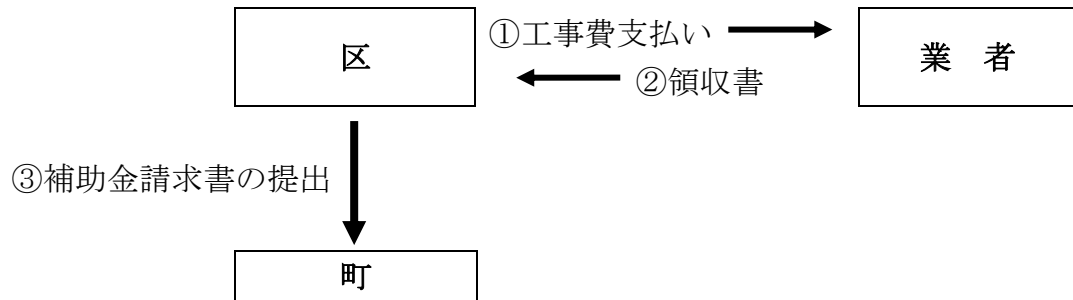 ①工事費支払い
区
業　者
②領収書
③補助金請求書の提出
町